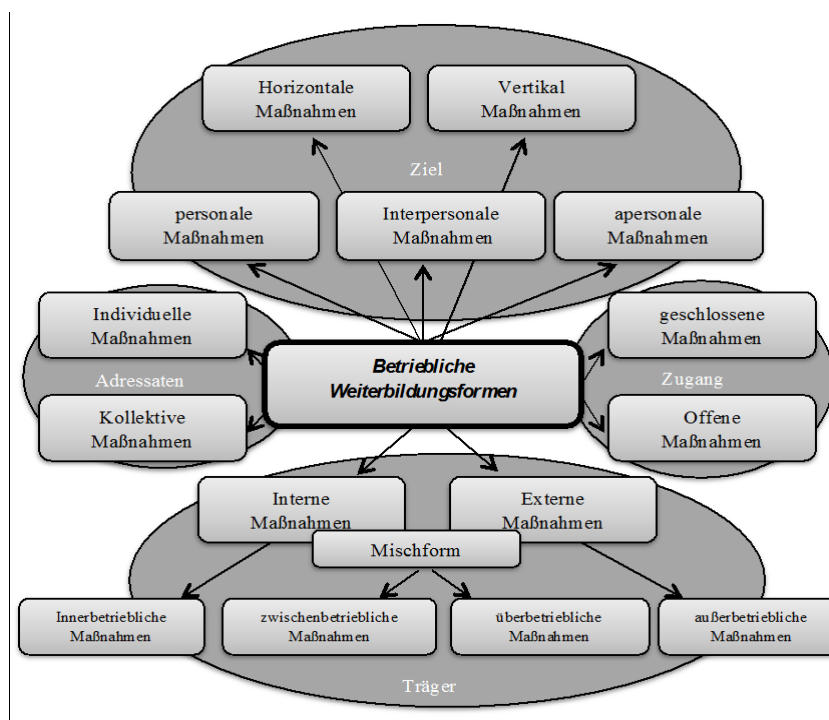 Horizontale
Maßnahmen
Vertikal
Maßnahmen
Ziel
personale
Maßnahmen
Interpersonale
Maßnahmen
apersonale
Maßnahmen
Individuelle
Maßnahmen
Adressaten
Kollektive
Maßnahmen
Betriebliche
Weiterbildungsformen
geschlossene
Maßnahmen
Zugang
Offene
Maßnahmen
Interne
Maßnahmen
Externe
Maßnahmen
Mischform
Innerbetriebliche
Maßnahmen
zwischenbetriebliche
Maßnahmen
überbetriebliche
Maßnahmen
außerbetriebliche
Maßnahmen
Träger